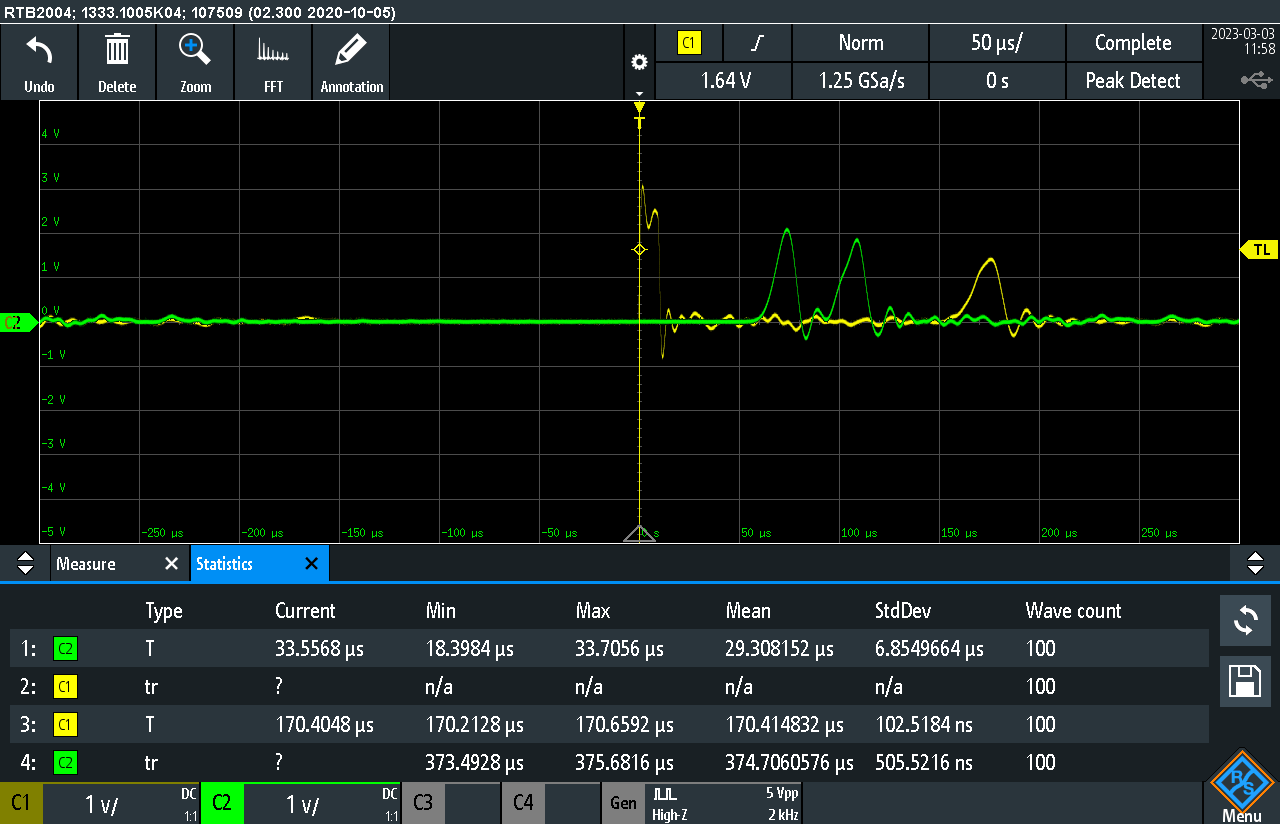 RTB2004; 1333.1005K04; 107509 (02.300 2020-10-05)
Undo Delete Zoom FFT Annotation
C1 Norm 50 µs/ Complete 2023-03-03 11:58
1.64 V 1.25 GSa/s 0 s Peak Detect
T
4 V
3 V
2 V
1 V
TL
0 V
C2
-1 V
-2 V
-3 V
-4 V
-5 V -250 µs -200 µs -150 µs -100 µs -50 µs 0 s 50 µs 100 µs 150 µs 200 µs 250 µs
Measure Statistics
Type Current Min Max Mean StdDev Wave count
1: C2 T 33.5568 µs 18.3984 µs 33.7056 µs 29.308152 µs 6.8549664 µs 100
2: C1 tr ? n/a n/a n/a n/a 100
3: C1 T 170.4048 µs 170.2128 µs 170.6592 µs 170.414832 µs 102.5184 ns 100
4: C2 tr ? 373.4928 µs 375.6816 µs 374.7060576 µs 505.5216 ns 100
C1 1 V/ DC 1:1 C2 1 V/ DC 1:1 C3 C4 Gen High-Z 5 Vpp 2 kHz
R&S
Menu